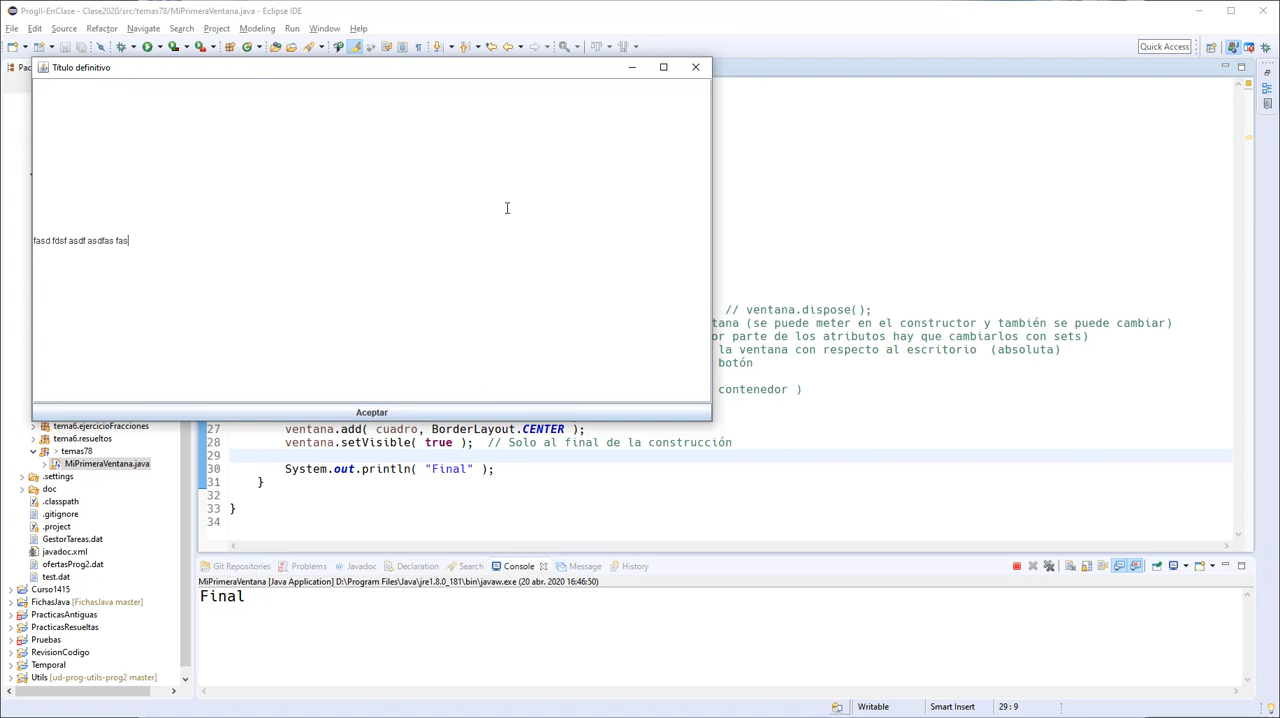 ProgII-EnClase - Clase2020/src/temas78/MiPrimeraVentana.java - Eclipse IDE
File Edit Source Refactor Navigate Search Project Modeling Run Window Help
Quick Access
Pac
Título definitivo
fasd fdsf asdf asdfas fas
Aceptar
// ventana.dispose();
tana (se puede meter en el constructor y también se puede cambiar)
or parte de los atributos hay que cambiarlos con sets)
la ventana con respecto al escritorio (absoluta)
botón
contenedor )
27 ventana.add( cuadro, BorderLayout.CENTER );
28 ventana.setVisible( true ); // Solo al final de la construcción
29
30 System.out.println( "Final" );
31 }
32
33 }
34
tema6.ejercicioFracciones
tema6.resueltos
temas78
MiPrimeraVentana.java
.settings
doc
.classpath
.gitignore
.project
GestorTareas.dat
javadoc.xml
ofertasProg2.dat
test.dat
Curso1415
FichasJava [FichasJava master]
PracticasAntiguas
PracticasResueltas
Pruebas
RevisionCodigo
Temporal
Utils [ud-prog-utils-prog2 master]
Git Repositories Problems Javadoc Declaration Search Console Message History
MiPrimeraVentana [Java Application] D:\Program Files\Java\jre1.8.0_181\bin\javaw.exe (20 abr. 2020 16:46:50)
Final
Writable Smart Insert 29 : 9